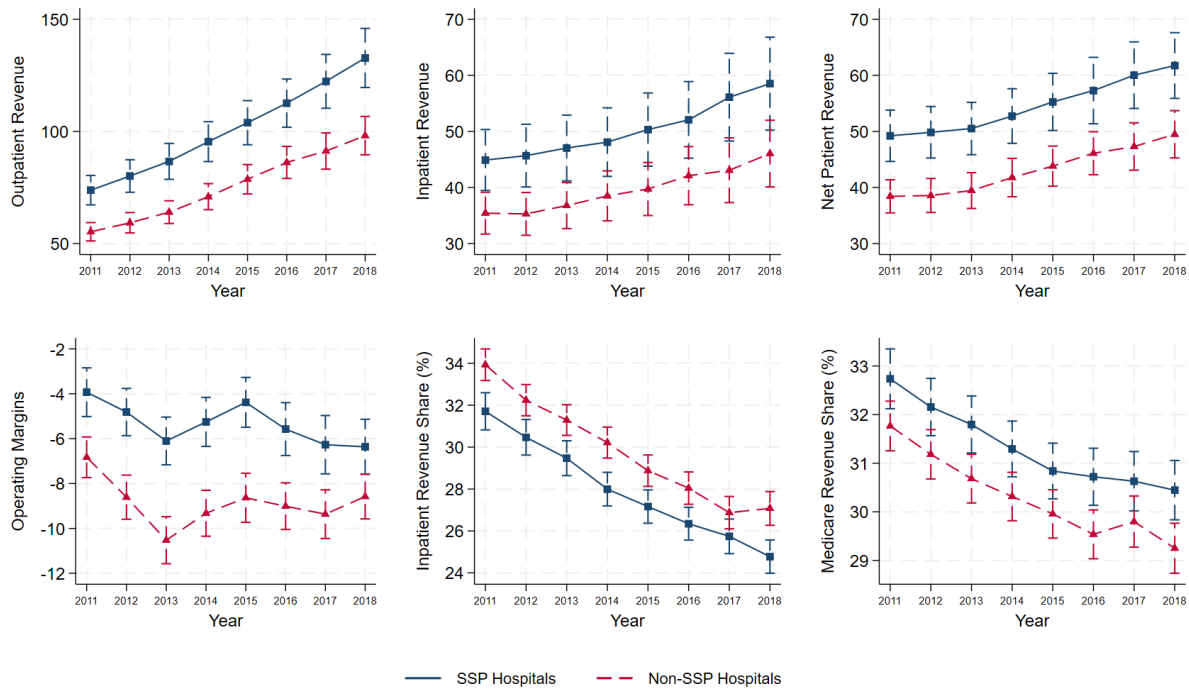 Outpatient Revenue
150
100
50
2011 2012 2013 2014 2015 2016 2017 2018
Year
Inpatient Revenue
70
60
50
40
30
2011 2012 2013 2014 2015 2016 2017 2018
Year
Net Patient Revenue
70
60
50
40
30
2011 2012 2013 2014 2015 2016 2017 2018
Year
Operating Margins
-2
-4
-6
-8
-10
-12
2011 2012 2013 2014 2015 2016 2017 2018
Year
Inpatient Revenue Share (%)
34
32
30
28
26
24
2011 2012 2013 2014 2015 2016 2017 2018
Year
Medicare Revenue Share (%)
33
32
31
30
29
2011 2012 2013 2014 2015 2016 2017 2018
Year
SSP Hospitals Non-SSP Hospitals